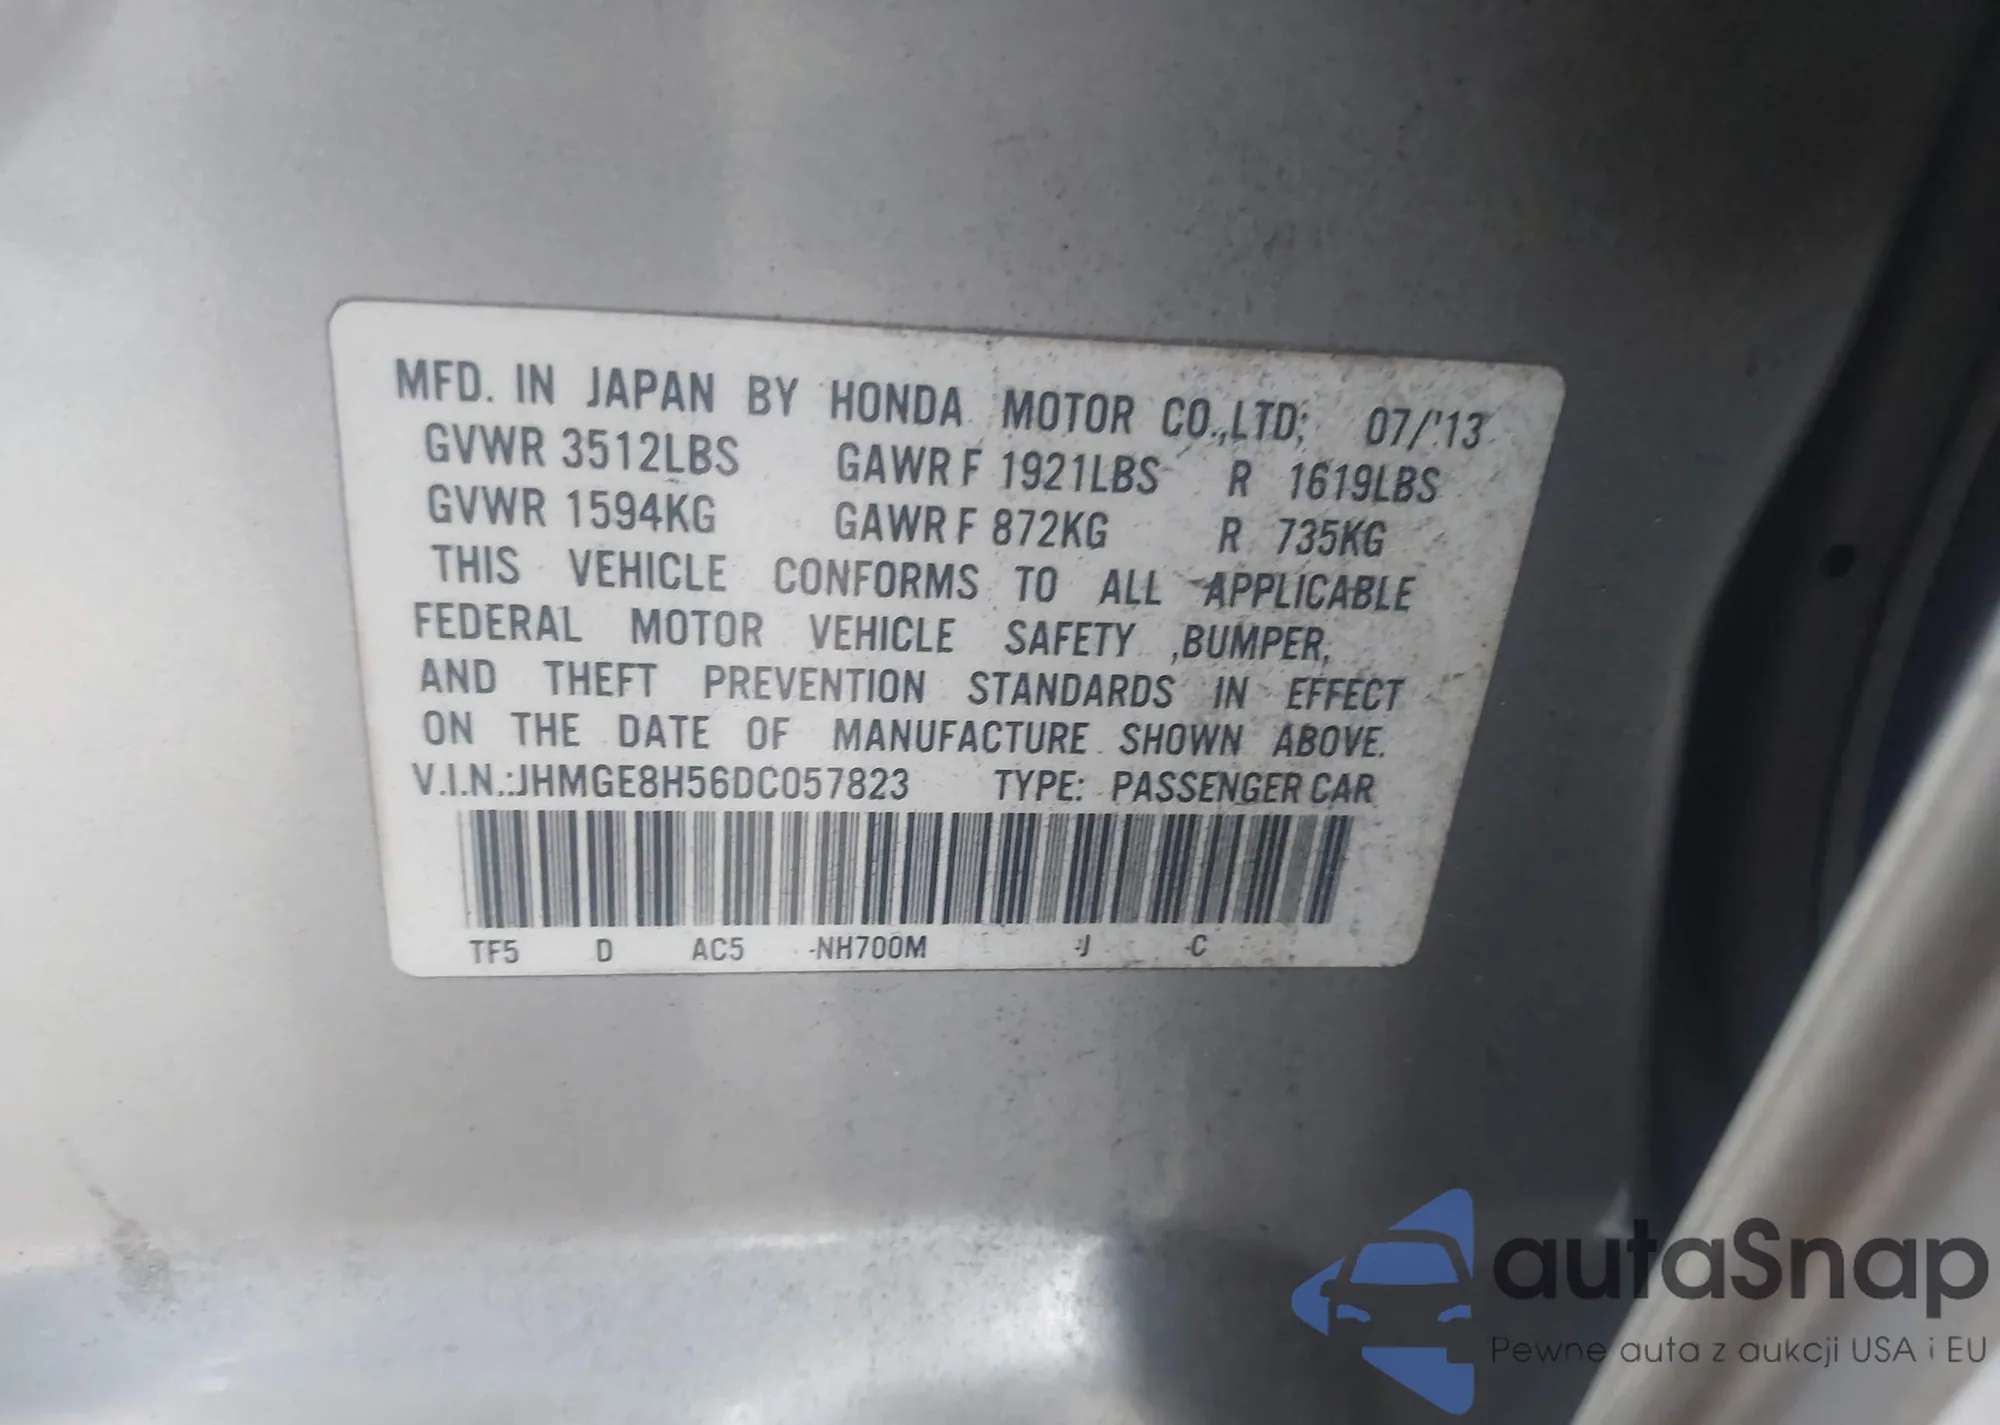 MFD. IN JAPAN BY HONDA MOTOR CO.,LTD; 07/'13
GVWR 3512LBS GAWR F 1921LBS R 1619LBS
GVWR 1594KG GAWR F 872KG R 735KG
THIS VEHICLE CONFORMS TO ALL APPLICABLE
FEDERAL MOTOR VEHICLE SAFETY ,BUMPER,
AND THEFT PREVENTION STANDARDS IN EFFECT
ON THE DATE OF MANUFACTURE SHOWN ABOVE.
V.I.N.:JHMGE8H56DC057823 TYPE: PASSENGER CAR
TF5 D AC5 -NH700M -J -C
autaSnap
Pewne auta z aukcji USA i EU